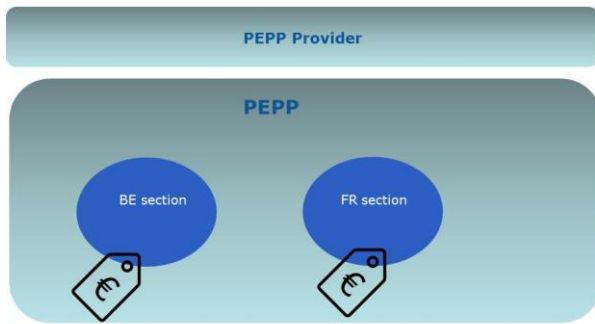 PEPP Provider
PEPP
BE section
FR section
€
€